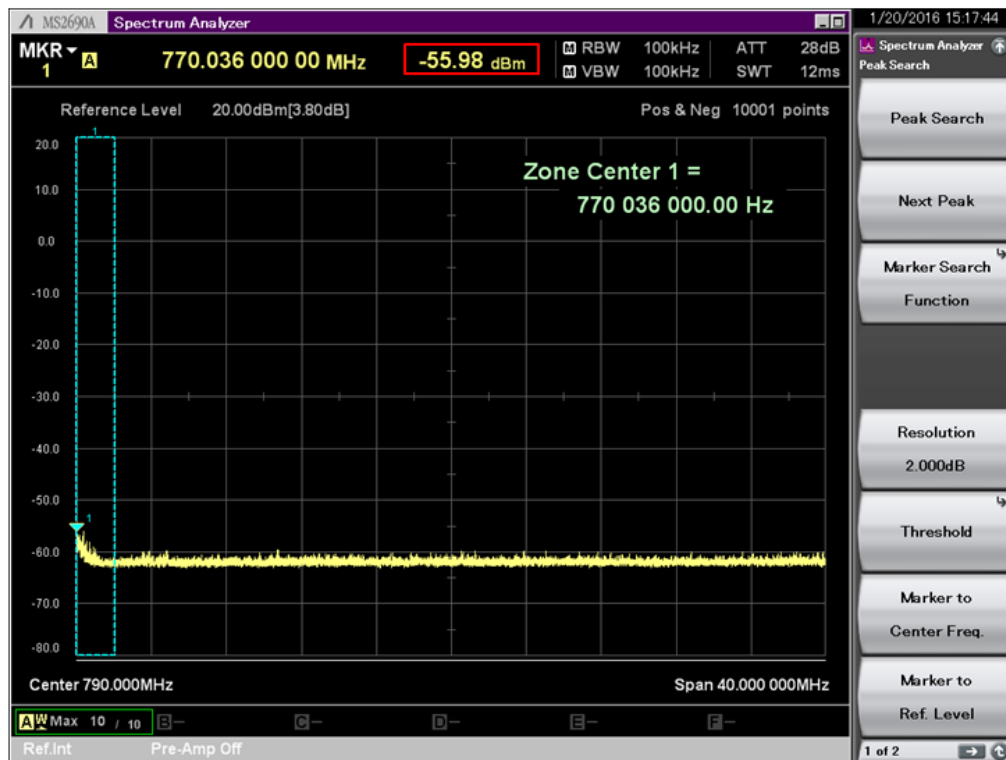 MS2690A Spectrum Analyzer
1/20/2016 15:17:44
MKR 1 A 770.036 000 00 MHz -55.98 dBm
M RBW 100kHz ATT 28dB
M VBW 100kHz SWT 12ms
Spectrum Analyzer
Peak Search
Reference Level 20.00dBm[3.80dB] Pos & Neg 10001 points
1
20.0
10.0
0.0
-10.0
-20.0
-30.0
-40.0
-50.0
-60.0
-70.0
-80.0
Zone Center 1 =
770 036 000.00 Hz
1
Center 790.000MHz Span 40.000 000MHz
A W Max 10 / 10 B- C- D- E- F-
Ref.Int Pre-Amp Off
Peak Search
Next Peak
Marker Search
Function
Resolution
2.000dB
Threshold
Marker to
Center Freq.
Marker to
Ref. Level
1 of 2